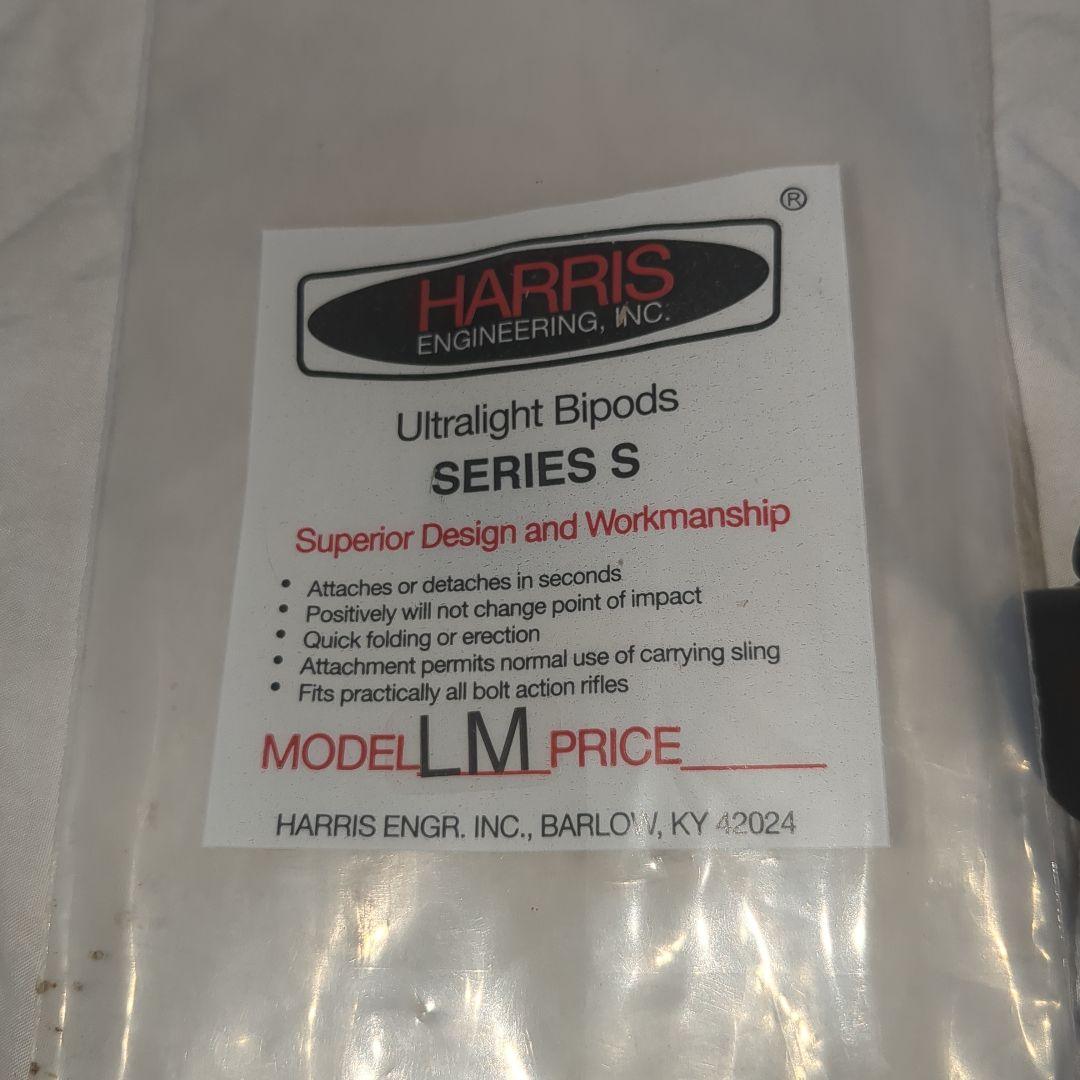 ®
HARRIS
ENGINEERING, INC.
Ultralight Bipods
SERIES S
Superior Design and Workmanship
• Attaches or detaches in seconds
• Positively will not change point of impact
• Quick folding or erection
• Attachment permits normal use of carrying sling
• Fits practically all bolt action rifles
MODEL LM PRICE______
HARRIS ENGR. INC., BARLOW, KY 42024